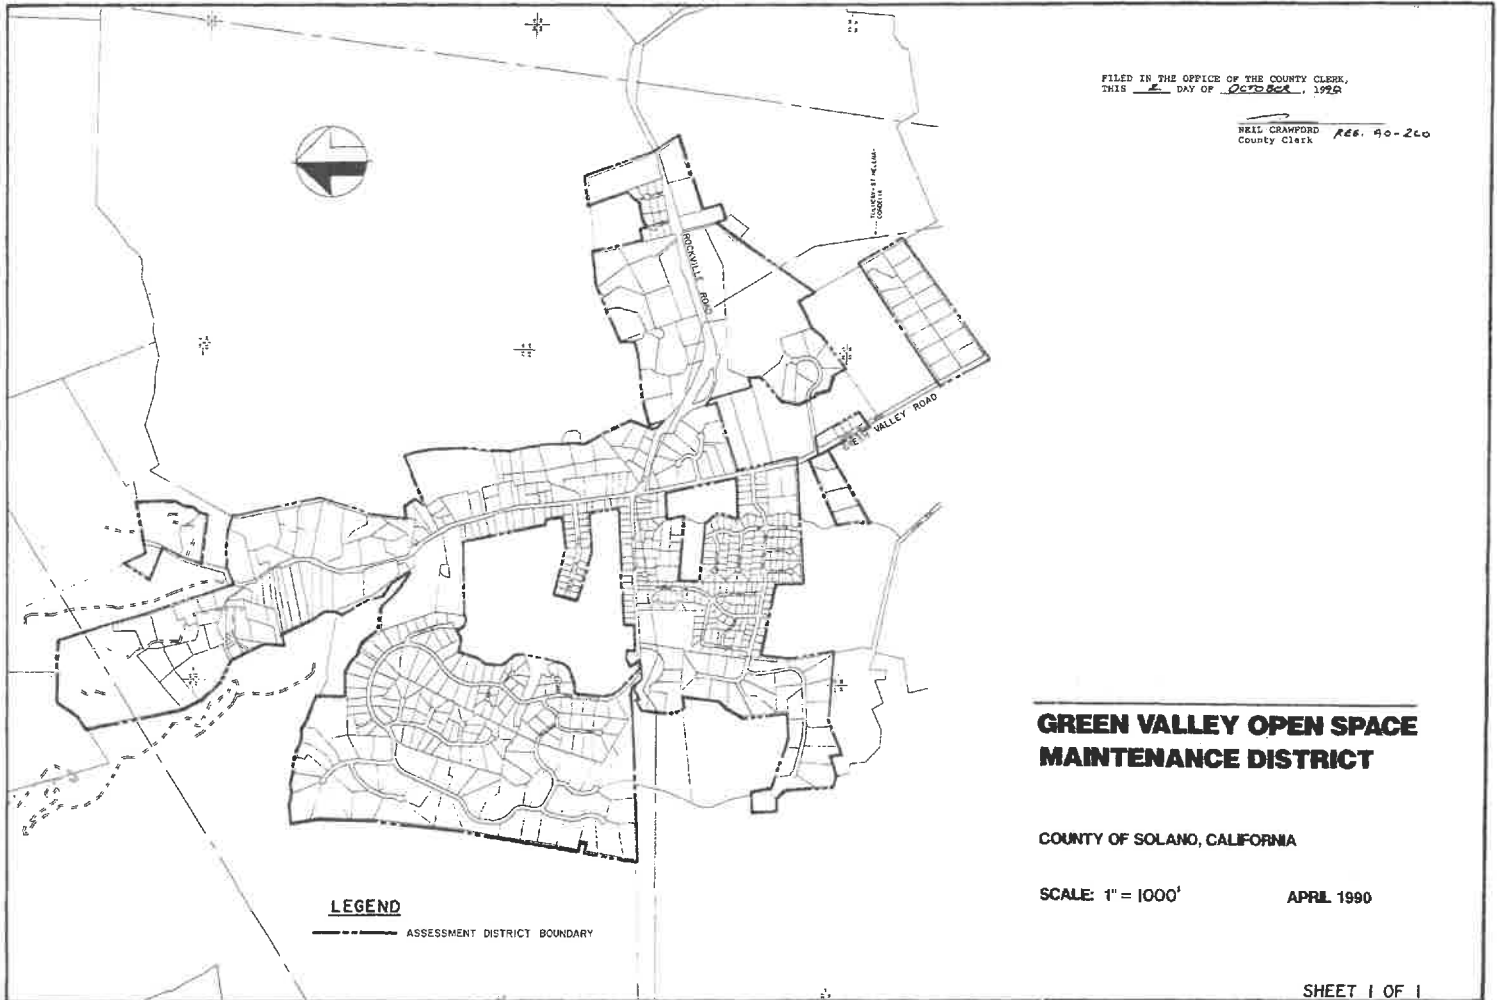 FILED IN THE OFFICE OF THE COUNTY CLERK,
THIS 2 DAY OF OCTOBER, 1990
NEIL CRAWFORD RES. 90-260
County Clerk
ROCKVILLE ROAD
VALLEY ROAD
GREEN VALLEY OPEN SPACE
MAINTENANCE DISTRICT
COUNTY OF SOLANO, CALIFORNIA
SCALE: 1" = 1000'
APRIL 1990
LEGEND
ASSESSMENT DISTRICT BOUNDARY
SHEET 1 OF 1